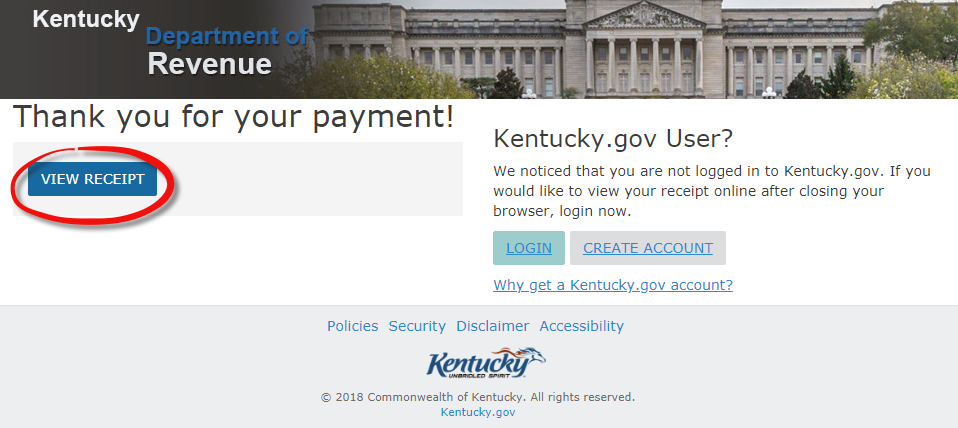 Kentucky
Department of
Revenue
Thank you for your payment!
VIEW RECEIPT
Kentucky.gov User?
We noticed that you are not logged in to Kentucky.gov. If you
would like to view your receipt online after closing your
browser, login now.
LOGIN CREATE ACCOUNT
Why get a Kentucky.gov account?
Policies Security Disclaimer Accessibility
Kentucky
UNBRIDLED SPIRIT
© 2018 Commonwealth of Kentucky. All rights reserved.
Kentucky.gov